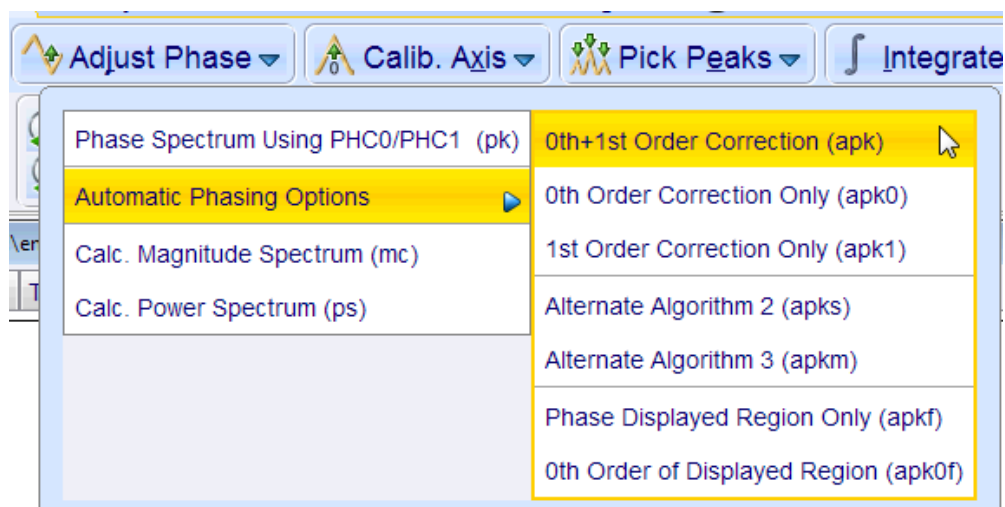 Adjust Phase
Calib. Axis
Pick Peaks
Integrate
Phase Spectrum Using PHC0/PHC1 (pk)
Automatic Phasing Options
Calc. Magnitude Spectrum (mc)
Calc. Power Spectrum (ps)
0th+1st Order Correction (apk)
0th Order Correction Only (apk0)
1st Order Correction Only (apk1)
Alternate Algorithm 2 (apks)
Alternate Algorithm 3 (apkm)
Phase Displayed Region Only (apkf)
0th Order of Displayed Region (apk0f)
\er